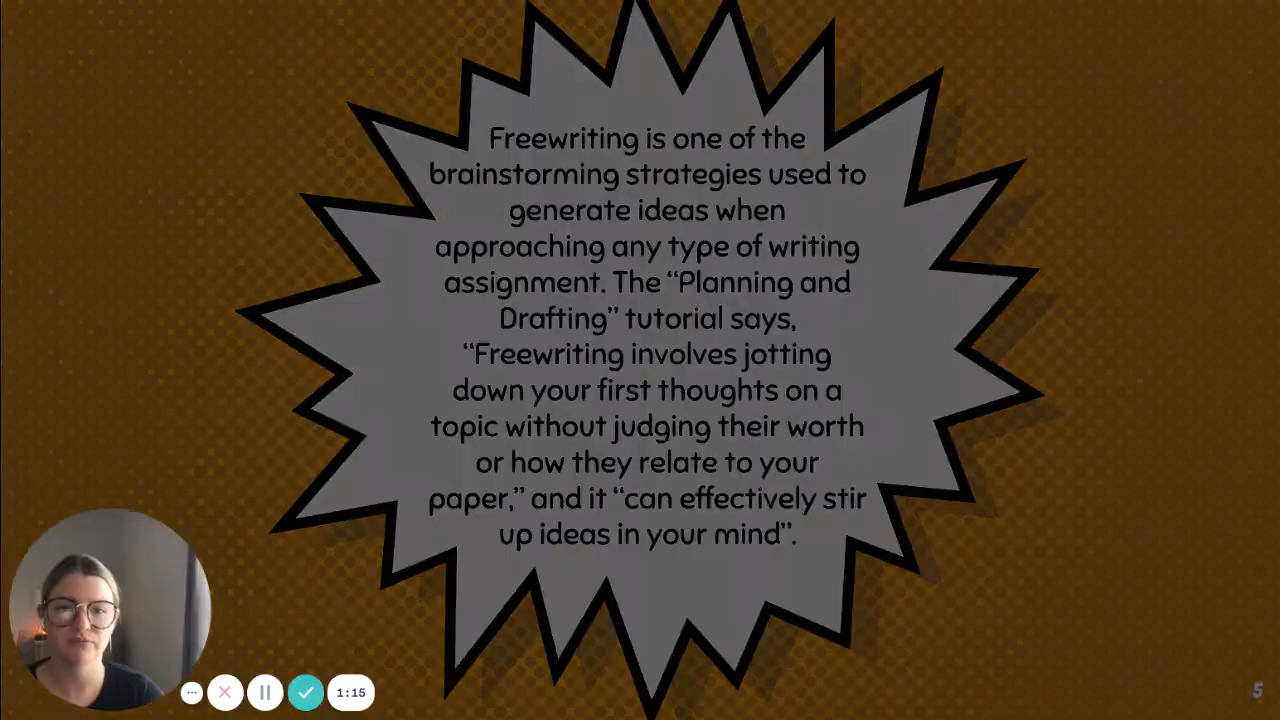 Freewriting is one of the
brainstorming strategies used to
generate ideas when
approaching any type of writing
assignment. The “Planning and
Drafting” tutorial says,
“Freewriting involves jotting
down your first thoughts on a
topic without judging their worth
or how they relate to your
paper,” and it “can effectively stir
up ideas in your mind”.
1:15
5